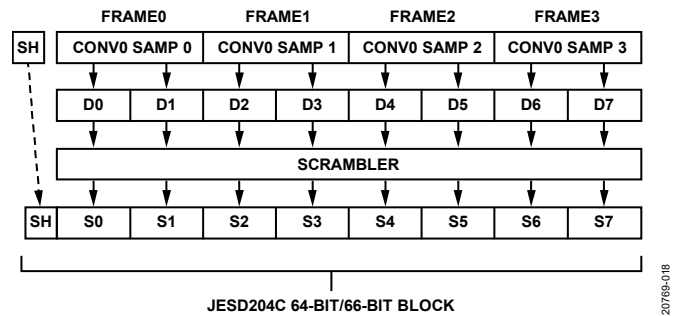 FRAME0 FRAME1 FRAME2 FRAME3
SH CONV0 SAMP 0 CONV0 SAMP 1 CONV0 SAMP 2 CONV0 SAMP 3
D0 D1 D2 D3 D4 D5 D6 D7
SCRAMBLER
SH S0 S1 S2 S3 S4 S5 S6 S7
JESD204C 64-BIT/66-BIT BLOCK
20769-018